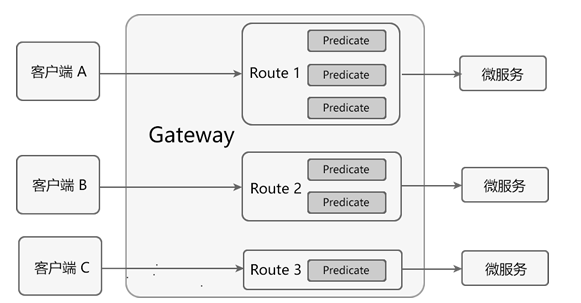 Predicate
客户端 A
Route 1
Predicate
微服务
Predicate
Gateway
Predicate
客户端 B
Route 2
微服务
Predicate
客户端 C
Route 3
Predicate
微服务